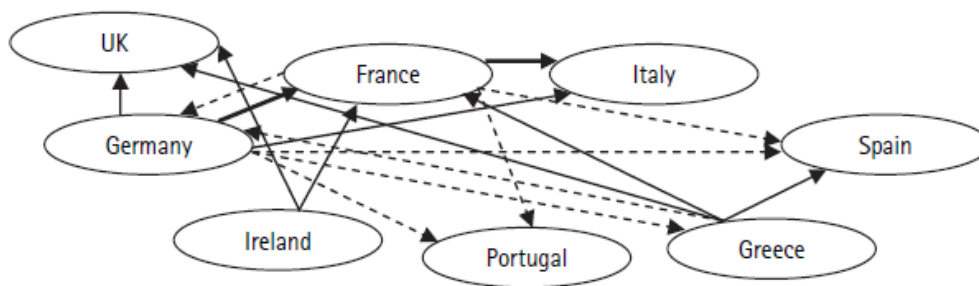 UK
France
Italy
Germany
Spain
Ireland
Portugal
Greece